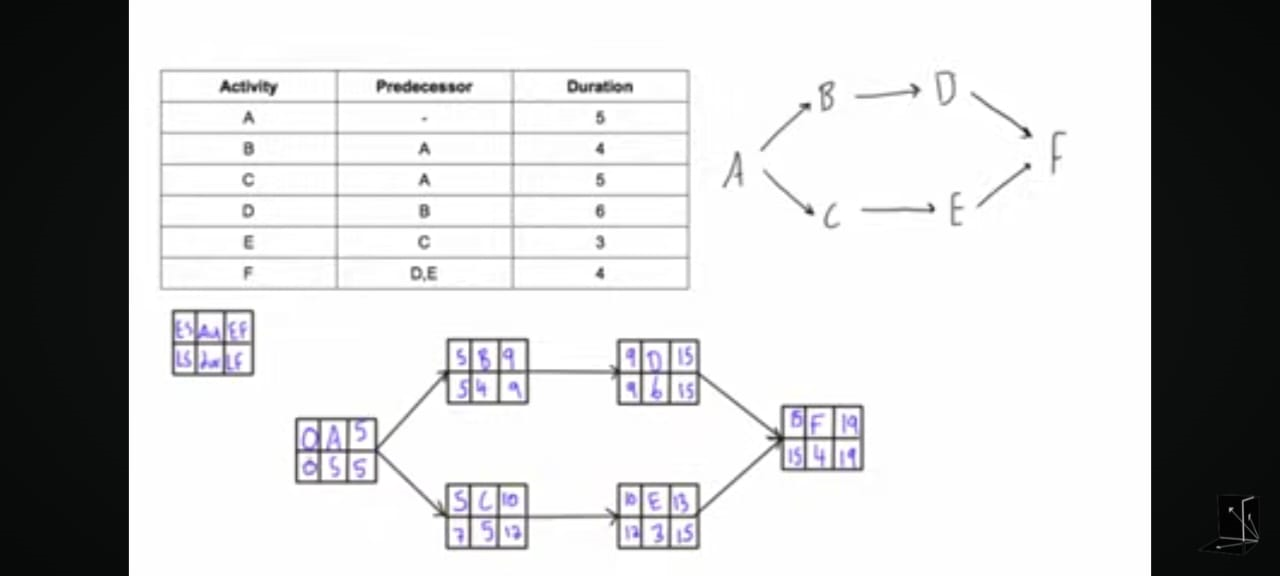 Activity Predecessor Duration
A - 5
B A 4
C A 5
D B 6
E C 3
F D,E 4
B D
A F
C E
ES Act EF
LS dur LF
5 B 9
5 4 9
9 D 15
9 6 15
0 A 5
0 5 5
15 F 19
15 4 19
5 C 10
7 5 12
10 E 13
12 3 15